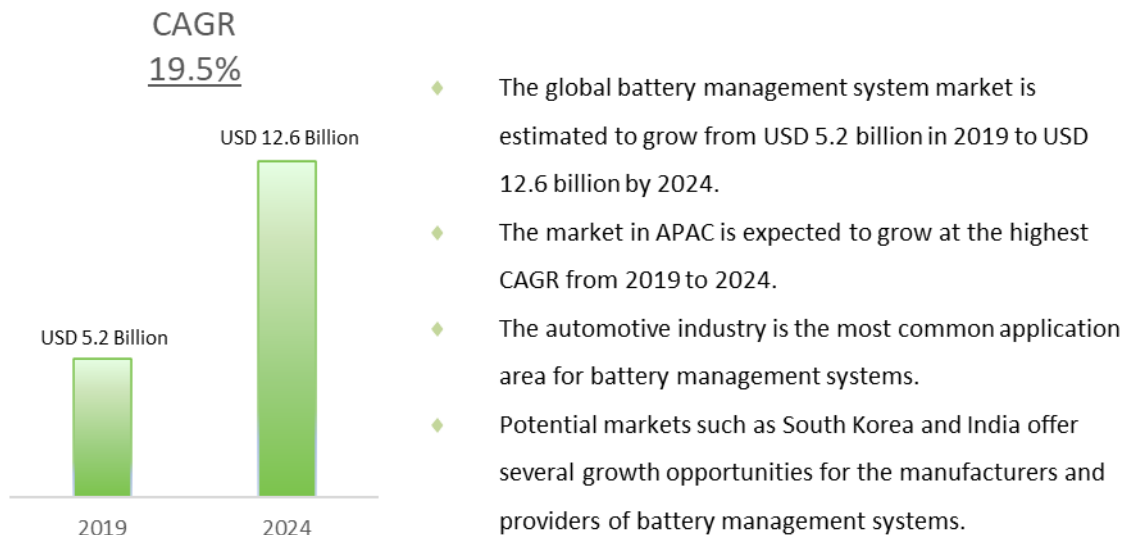 CAGR
19.5%
USD 12.6 Billion
USD 5.2 Billion
2019
2024
The global battery management system market is
estimated to grow from USD 5.2 billion in 2019 to USD
12.6 billion by 2024.
The market in APAC is expected to grow at the highest
CAGR from 2019 to 2024.
The automotive industry is the most common application
area for battery management systems.
Potential markets such as South Korea and India offer
several growth opportunities for the manufacturers and
providers of battery management systems.